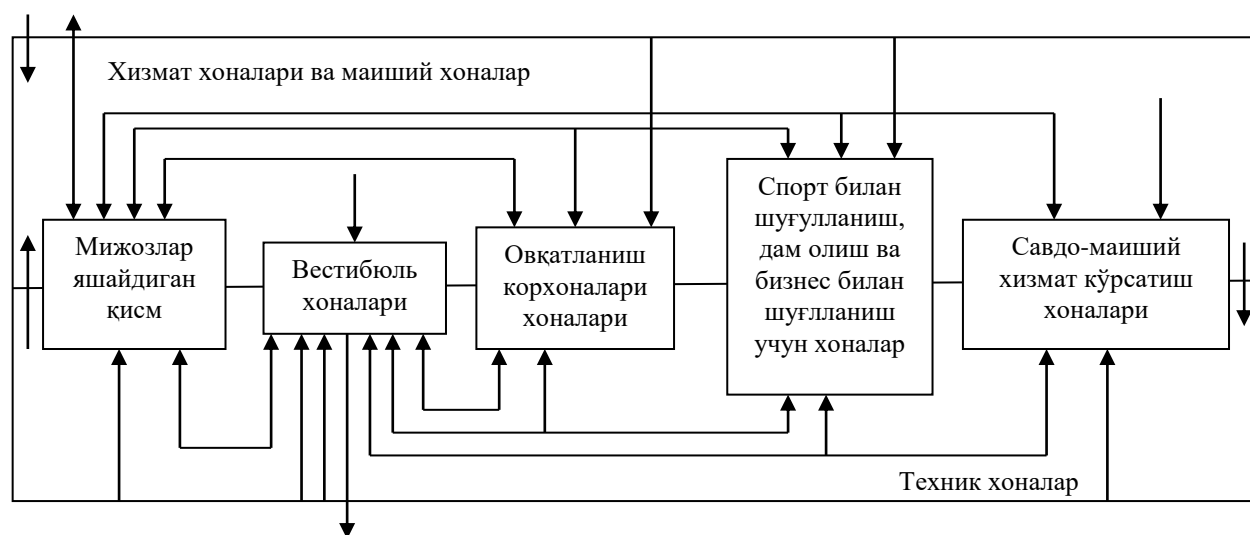 Хизмат хоналари ва маиший хоналар
Мижозлар
яшайдиган
қисм
Вестибюль
хоналари
Овқатланиш
корхоналари
хоналари
Спорт билан
шуғулланиш,
дам олиш ва
бизнес билан
шуғлланиш
учун хоналар
Савдо-маиший
хизмат кўрсатиш
хоналари
Техник хоналар